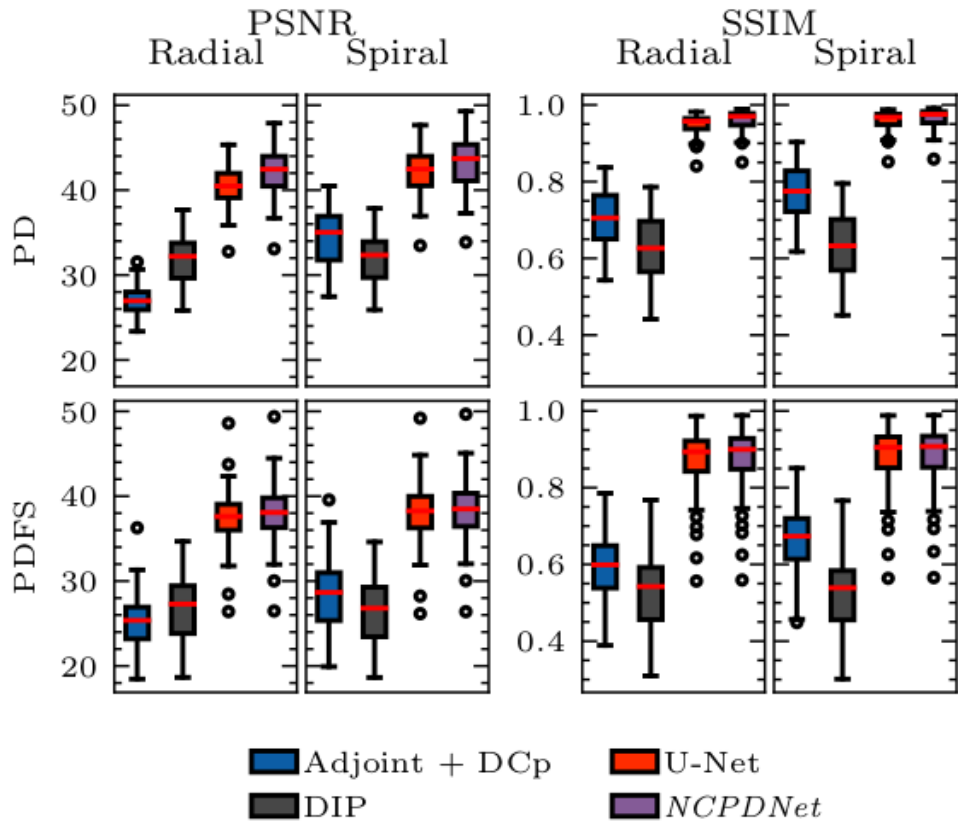 PSNR SSIM
Radial Spiral Radial Spiral
PD
50
40
30
20
1.0
0.8
0.6
0.4
PDFS
50
40
30
20
1.0
0.8
0.6
0.4
Adjoint + DCp U-Net
DIP NCPDNet